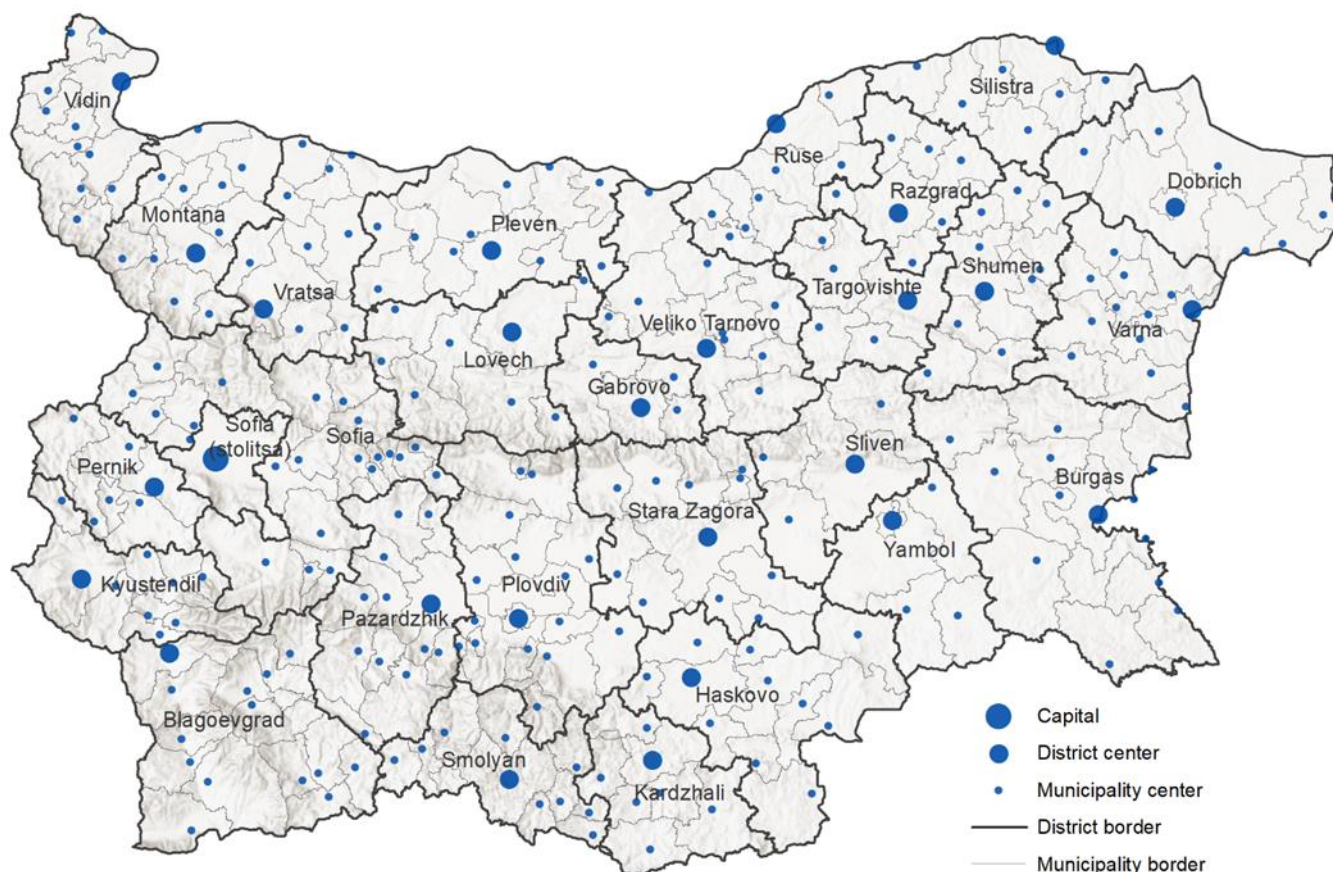 Vidin
Silistra
Ruse
Dobrich
Razgrad
Montana
Pleven
Shumen
Targovishte
Vratsa
Veliko Tarnovo
Varna
Lovech
Gabrovo
Sofia
(stolitsa)
Sofia
Sliven
Pernik
Burgas
Stara Zagora
Yambol
Kyustendil
Plovdiv
Pazardzhik
Haskovo
Blagoevgrad
Smolyan
Kardzhali
Capital
District center
Municipality center
District border
Municipality border